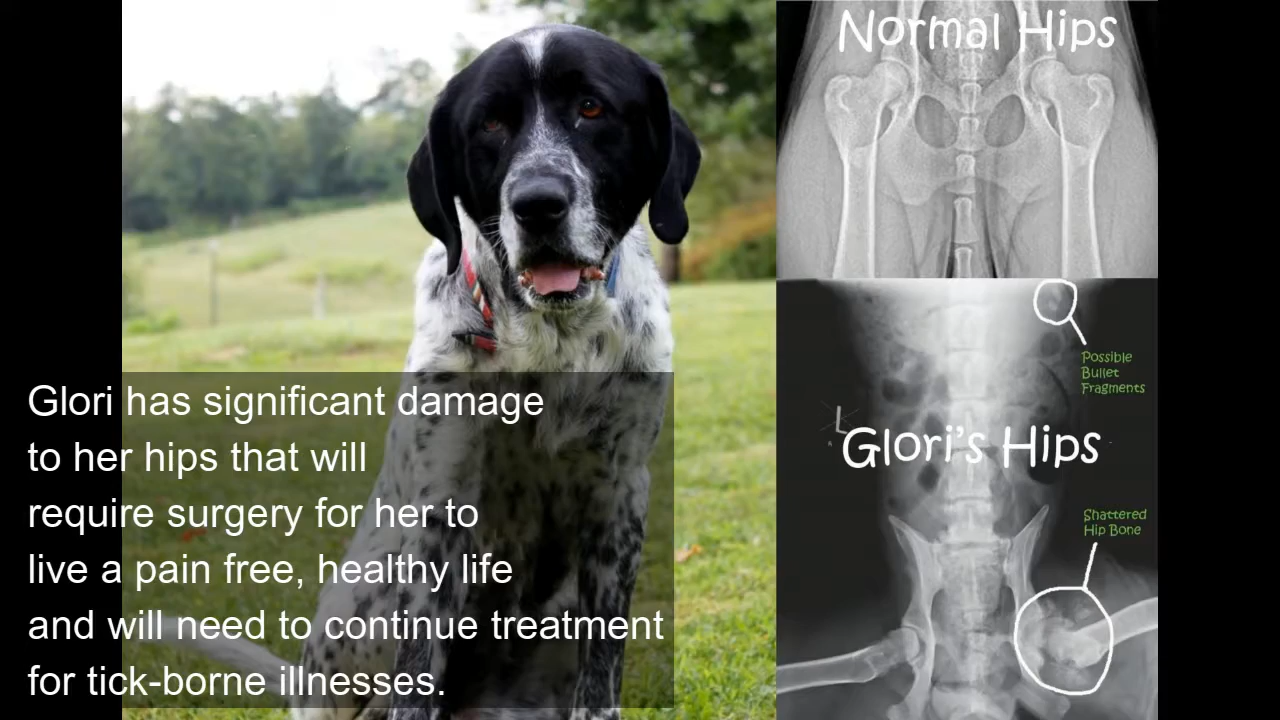 Normal Hips
Possible
Bullet
Fragments
L
Glori's Hips
Shattered
Hip Bone
Glori has significant damage
to her hips that will
require surgery for her to
live a pain free, healthy life
and will need to continue treatment
for tick-borne illnesses.